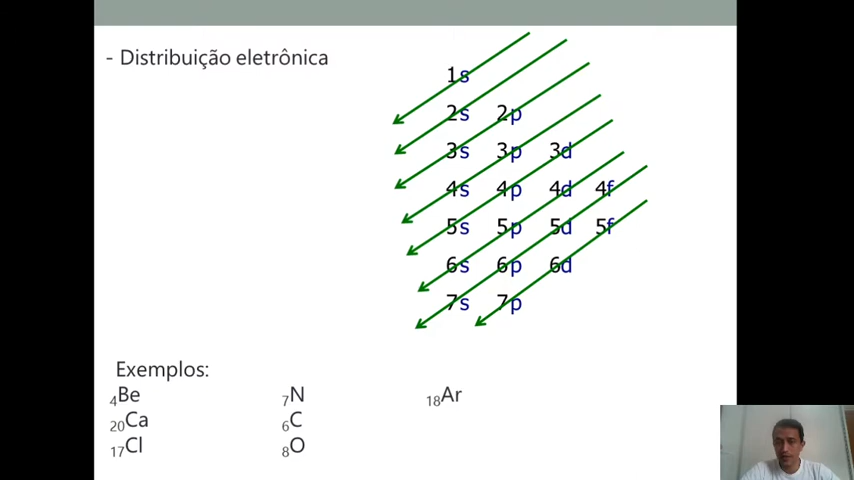 - Distribuição eletrônica
1s
2s 2p
3s 3p 3d
4s 4p 4d 4f
5s 5p 5d 5f
6s 6p 6d
7s 7p
Exemplos:
₄Be ₇N ₁₈Ar
₂₀Ca ₆C
₁₇Cl ₈O